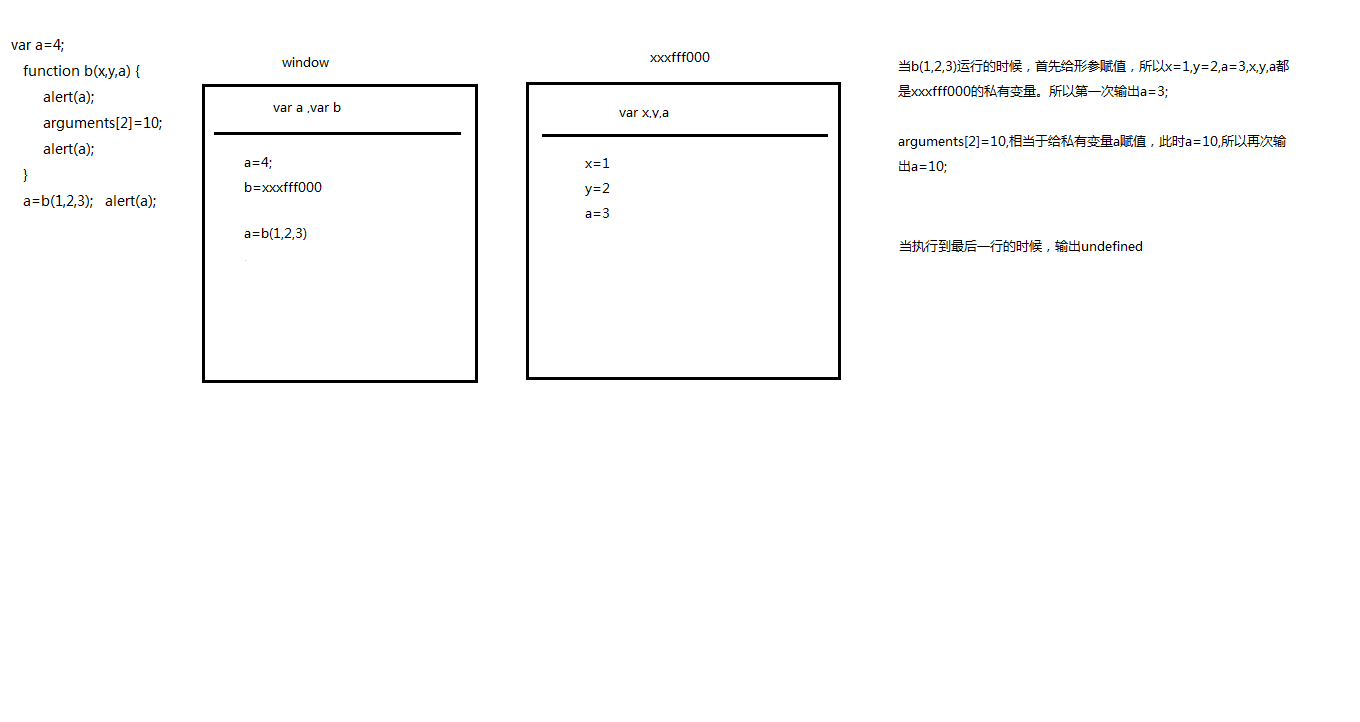 var a=4;
function b(x,y,a) {
alert(a);
arguments[2]=10;
alert(a);
}
a=b(1,2,3);   alert(a);
window
var a ,var b
a=4;
b=xxxfff000
a=b(1,2,3)
xxxfff000
var x,y,a
x=1
y=2
a=3
当b(1,2,3)运行的时候，首先给形参赋值，所以x=1,y=2,a=3,x,y,a都
是xxxfff000的私有变量。所以第一次输出a=3;
arguments[2]=10,相当于给私有变量a赋值，此时a=10,所以再次输
出a=10;
当执行到最后一行的时候，输出undefined